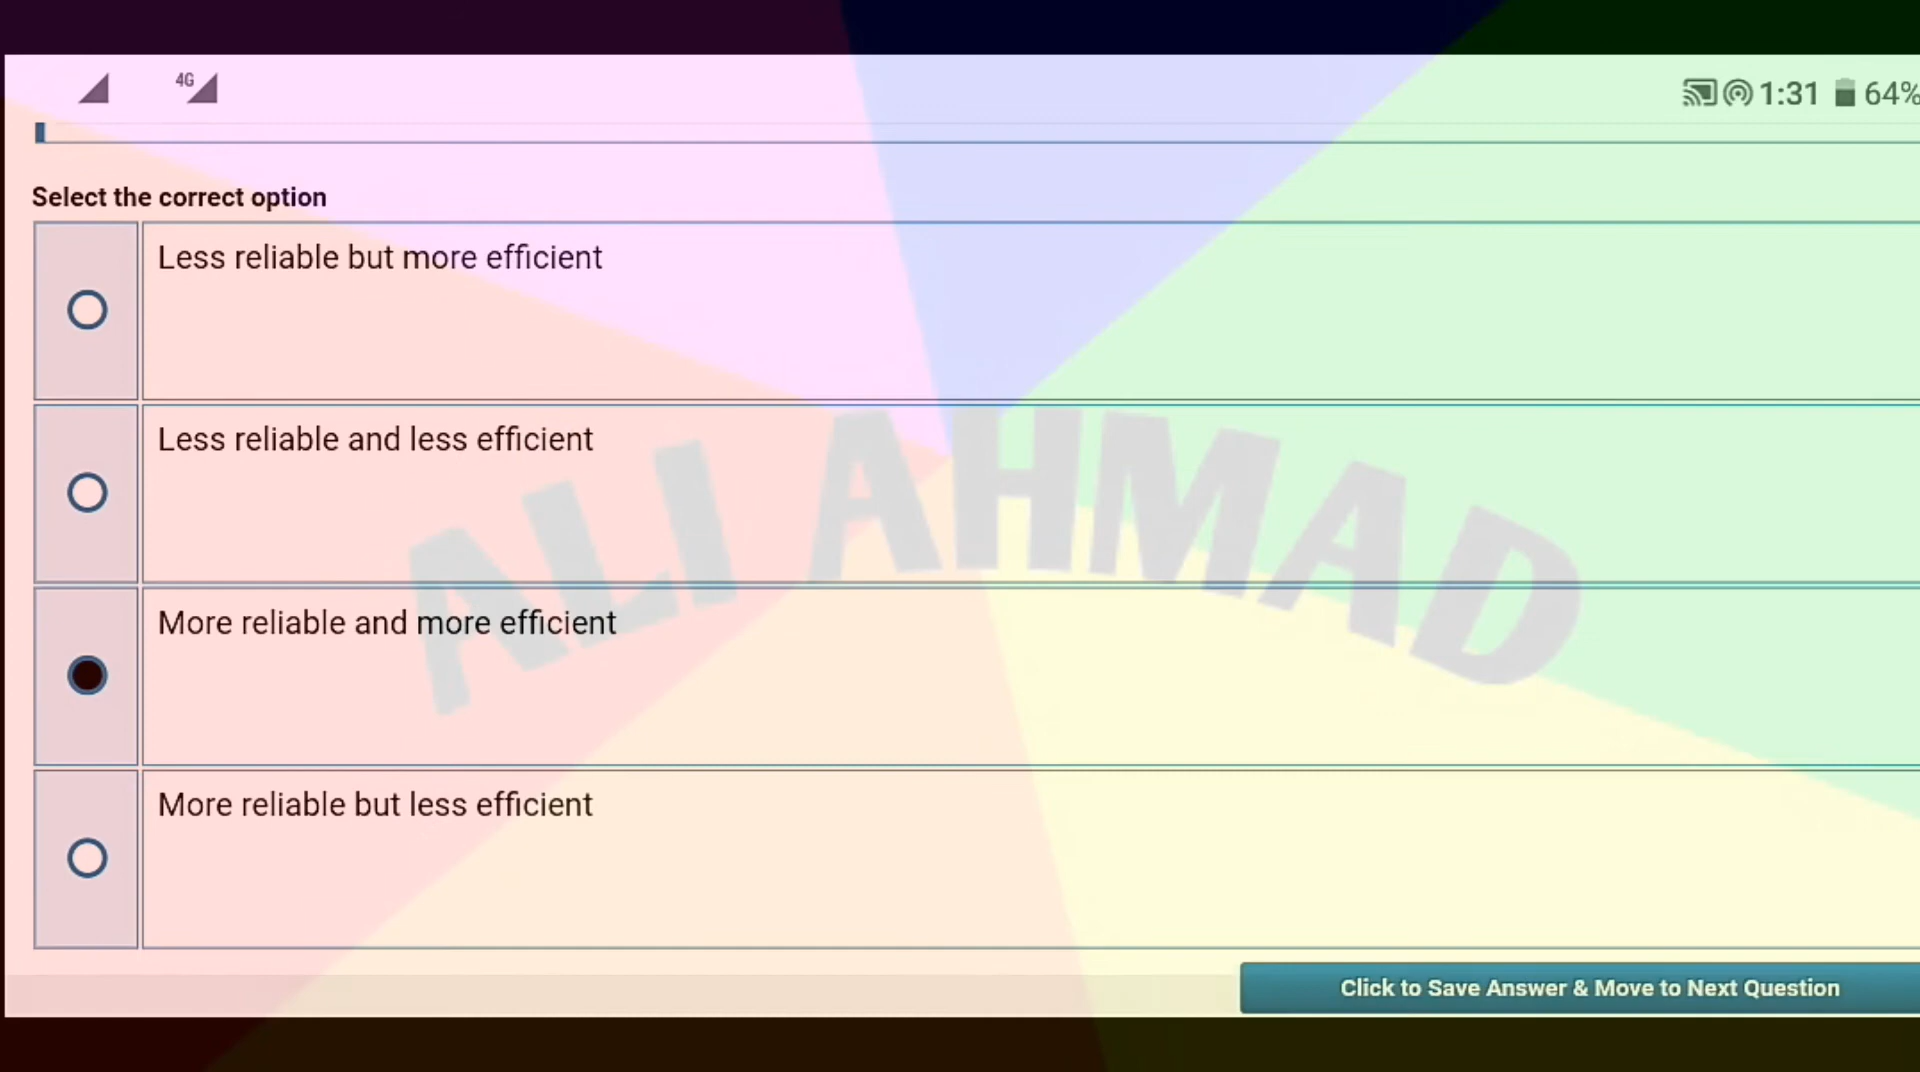 4G 1:31 64%
Select the correct option
Less reliable but more efficient
Less reliable and less efficient
ALI AHMAD
More reliable and more efficient
More reliable but less efficient
Click to Save Answer & Move to Next Question